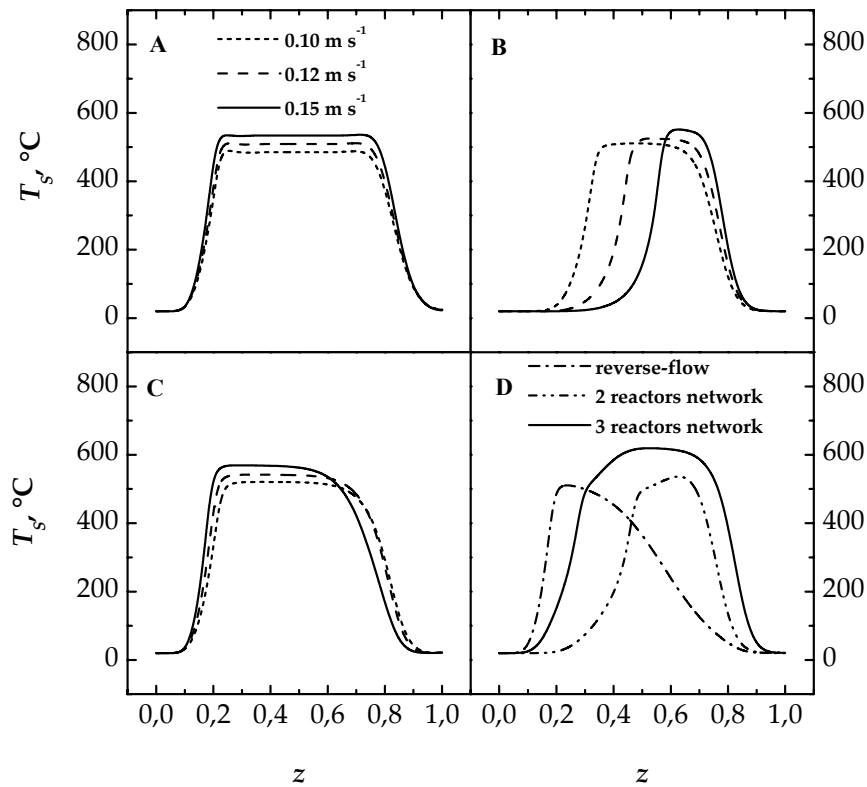 800
600
400
200
0
T_s, °C
A
0.10 m s⁻¹
0.12 m s⁻¹
0.15 m s⁻¹
B
800
600
400
200
0
800
600
400
200
0
T_s, °C
C
D
reverse-flow
2 reactors network
3 reactors network
800
600
400
200
0
0,0 0,2 0,4 0,6 0,8 1,0
0,0 0,2 0,4 0,6 0,8 1,0
z
z